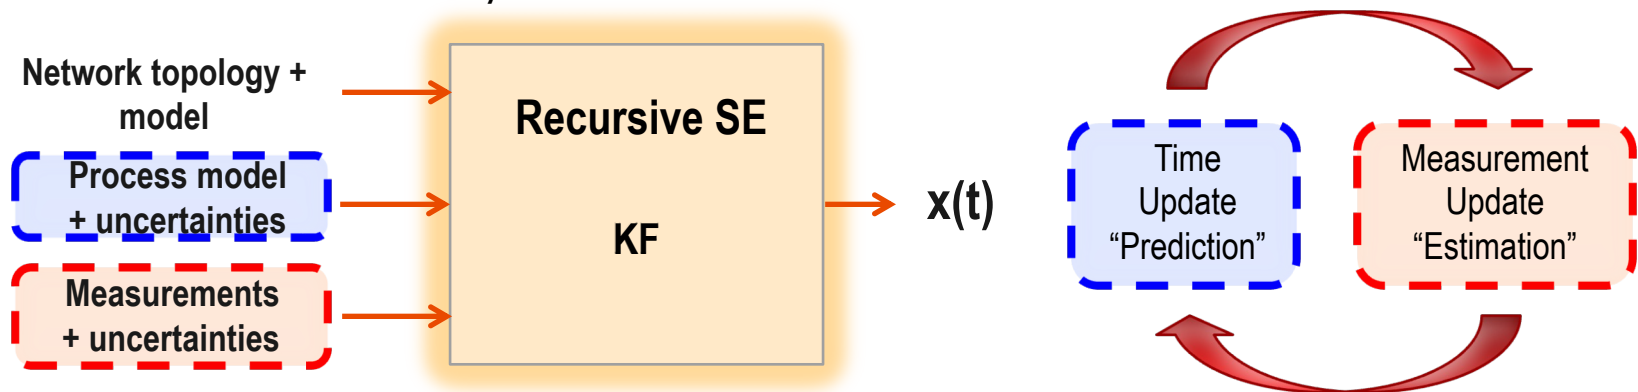 Network topology +
model
Process model
+ uncertainties
Measurements
+ uncertainties
Recursive SE
KF
x(t)
Time
Update
“Prediction”
Measurement
Update
“Estimation”